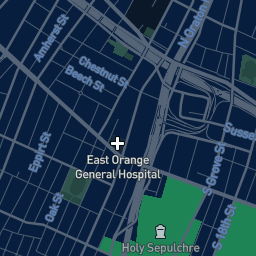 Amherst St
Chestnut St
Beech St
N Oraton
Susse
Eppirt St
East Orange
General Hospital
S Grove St
Oak St
S 18th St
Holy Sepulchre